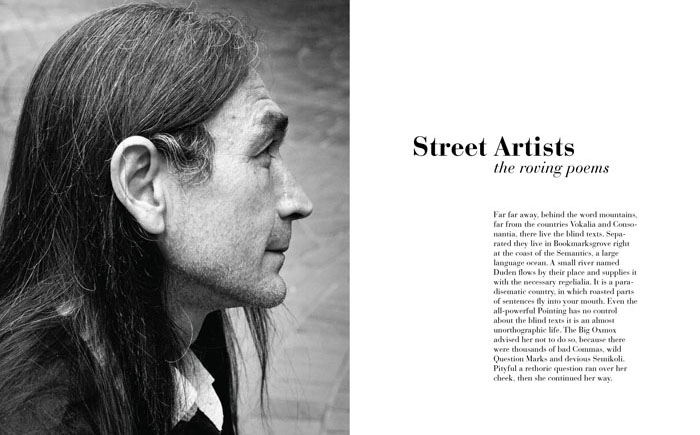 Street Artists
the roving poems
Far far away, behind the word mountains,
far from the countries Vokalia and Conso-
nantia, there live the blind texts. Sepa-
rated they live in Bookmarksgrove right
at the coast of the Semantics, a large
language ocean. A small river named
Duden flows by their place and supplies it
with the necessary regelialia. It is a para-
disematic country, in which roasted parts
of sentences fly into your mouth. Even the
all-powerful Pointing has no control
about the blind texts it is an almost
unorthographic life. The Big Oxmox
advised her not to do so, because there
were thousands of bad Commas, wild
Question Marks and devious Semikoli.
Pityful a rethoric question ran over her
cheek, then she continued her way.